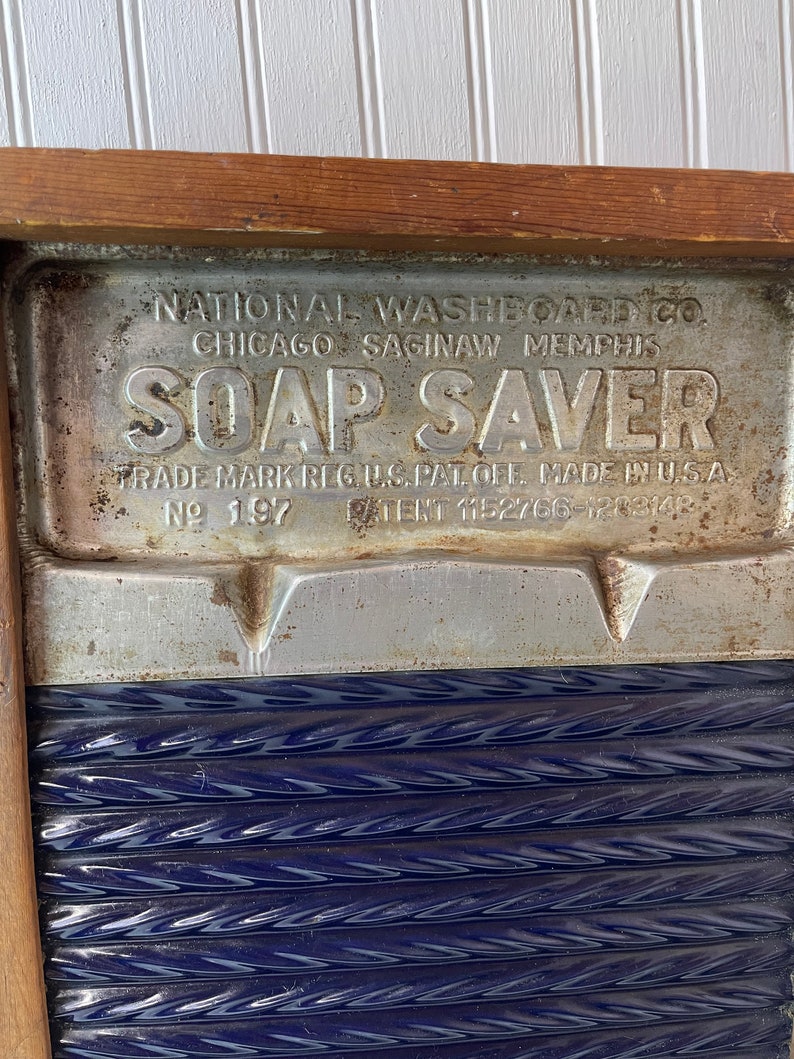 NATIONAL WASHBOARD CO.
CHICAGO SAGINAW MEMPHIS
SOAP SAVER
TRADE MARK REG. U.S. PAT. OFF. MADE IN U.S.A
No 197 PATENT 1152766-1283148